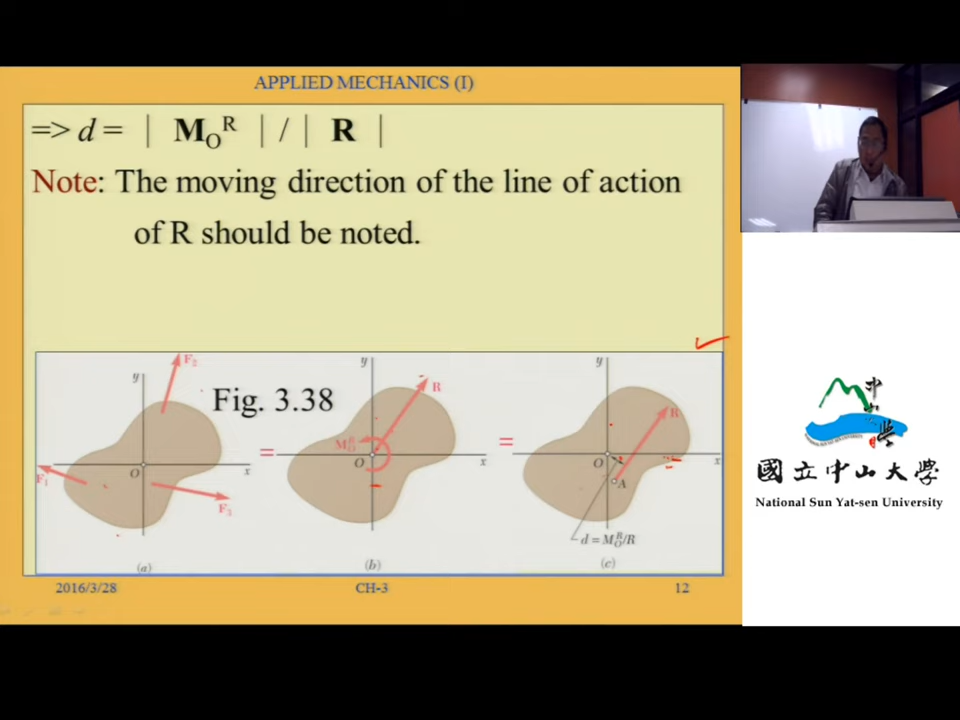 APPLIED MECHANICS (I)
=> d = | M_O^R | / | R |
Note: The moving direction of the line of action
of R should be noted.
Fig. 3.38
y
F₂
O
x
F₁
F₃
(a)
=
y
R
M_O^R
O
x
(b)
=
y
R
O
x
A
d = M_O^R/R
(c)
2016/3/28
CH-3
12
國立中山大學
National Sun Yat-sen University